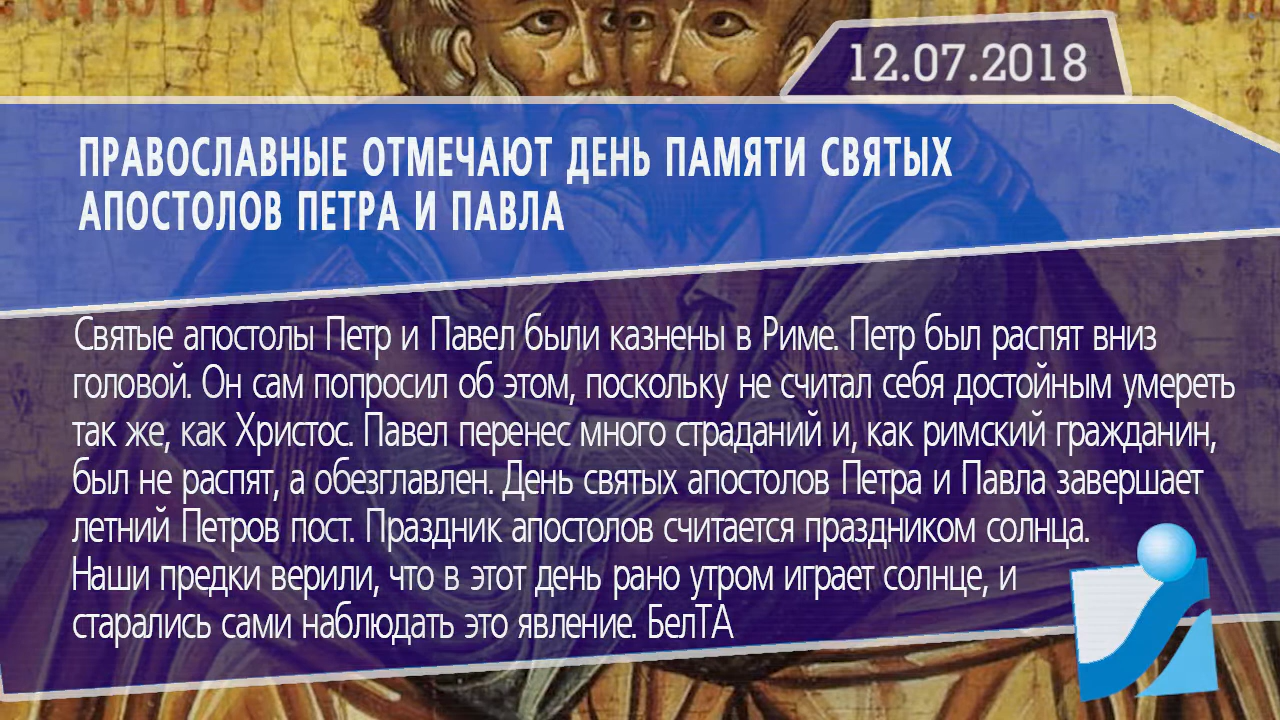 12.07.2018
ПРАВОСЛАВНЫЕ ОТМЕЧАЮТ ДЕНЬ ПАМЯТИ СВЯТЫХ
АПОСТОЛОВ ПЕТРА И ПАВЛА
Святые апостолы Петр и Павел были казнены в Риме. Петр был распят вниз
головой. Он сам попросил об этом, поскольку не считал себя достойным умереть
так же, как Христос. Павел перенес много страданий и, как римский гражданин,
был не распят, а обезглавлен. День святых апостолов Петра и Павла завершает
летний Петров пост. Праздник апостолов считается праздником солнца.
Наши предки верили, что в этот день рано утром играет солнце, и
старались сами наблюдать это явление. БелТА